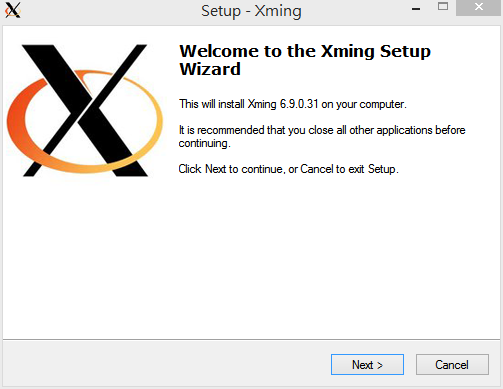 Setup - Xming
Welcome to the Xming Setup
Wizard
This will install Xming 6.9.0.31 on your computer.
It is recommended that you close all other applications before
continuing.
Click Next to continue, or Cancel to exit Setup.
Next >
Cancel